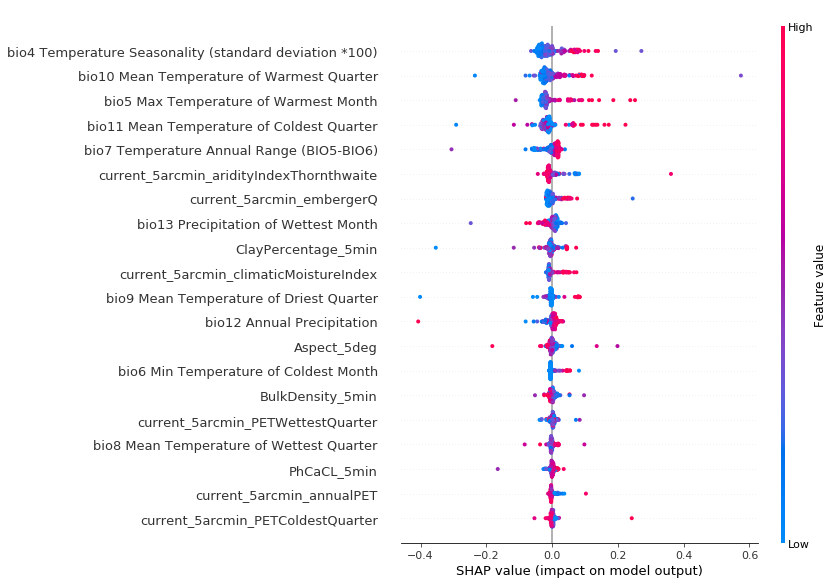 High
bio4 Temperature Seasonality (standard deviation *100)
bio10 Mean Temperature of Warmest Quarter
bio5 Max Temperature of Warmest Month
bio11 Mean Temperature of Coldest Quarter
bio7 Temperature Annual Range (BIO5-BIO6)
current_5arcmin_aridityIndexThornthwaite
current_5arcmin_embergerQ
bio13 Precipitation of Wettest Month
ClayPercentage_5min
current_5arcmin_climaticMoistureIndex
bio9 Mean Temperature of Driest Quarter
bio12 Annual Precipitation
Aspect_5deg
bio6 Min Temperature of Coldest Month
BulkDensity_5min
current_5arcmin_PETWettestQuarter
bio8 Mean Temperature of Wettest Quarter
PhCaCL_5min
current_5arcmin_annualPET
current_5arcmin_PETColdestQuarter
Feature value
Low
−0.4 −0.2 0.0 0.2 0.4 0.6
SHAP value (impact on model output)